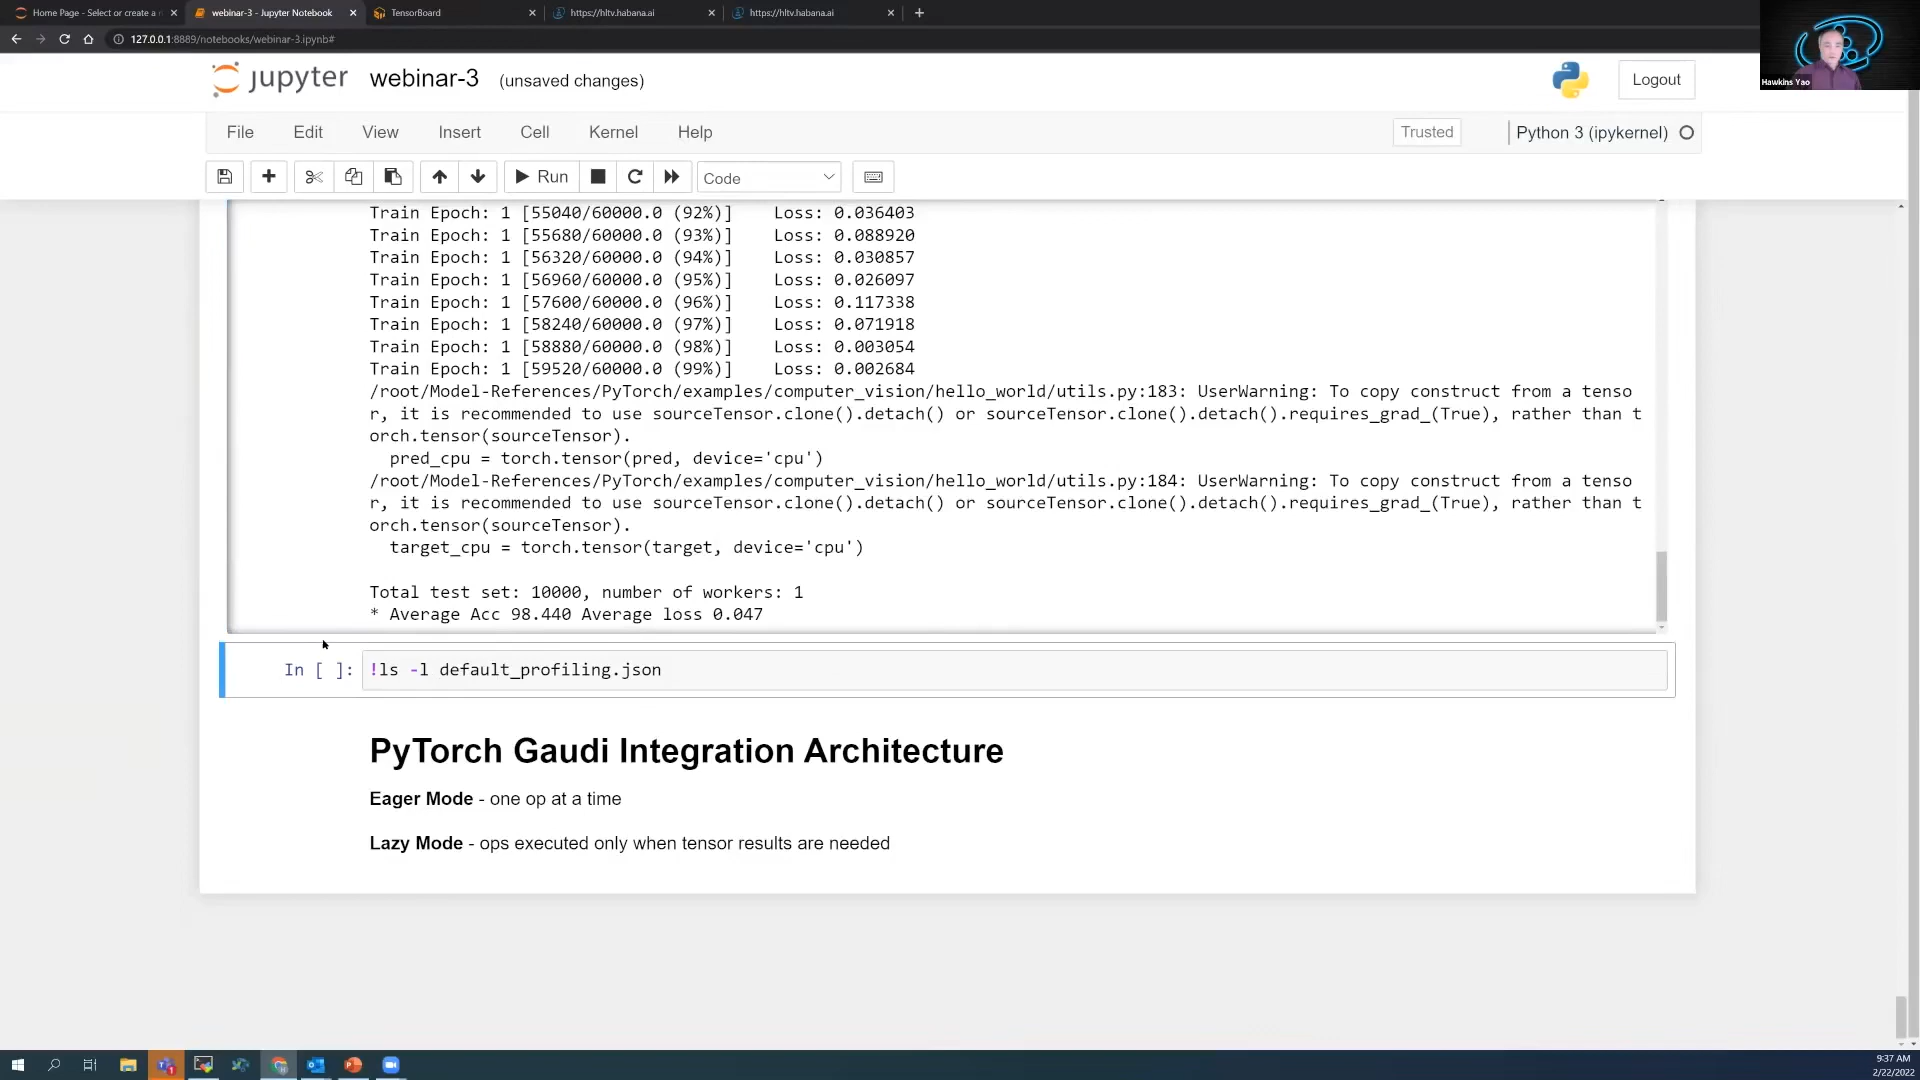 Home Page - Select or create a n
webinar-3 - Jupyter Notebook
TensorBoard
https://hltv.habana.ai
https://hltv.habana.ai
127.0.0.1:8889/notebooks/webinar-3.ipynb#
Hawkins Yao
jupyter webinar-3 (unsaved changes)
Logout
File Edit View Insert Cell Kernel Help
Trusted
Python 3 (ipykernel)
Run
Code
Train Epoch: 1 [55040/60000.0 (92%)] Loss: 0.036403
Train Epoch: 1 [55680/60000.0 (93%)] Loss: 0.088920
Train Epoch: 1 [56320/60000.0 (94%)] Loss: 0.030857
Train Epoch: 1 [56960/60000.0 (95%)] Loss: 0.026097
Train Epoch: 1 [57600/60000.0 (96%)] Loss: 0.117338
Train Epoch: 1 [58240/60000.0 (97%)] Loss: 0.071918
Train Epoch: 1 [58880/60000.0 (98%)] Loss: 0.003054
Train Epoch: 1 [59520/60000.0 (99%)] Loss: 0.002684
/root/Model-References/PyTorch/examples/computer_vision/hello_world/utils.py:183: UserWarning: To copy construct from a tenso
r, it is recommended to use sourceTensor.clone().detach() or sourceTensor.clone().detach().requires_grad_(True), rather than t
orch.tensor(sourceTensor).
pred_cpu = torch.tensor(pred, device='cpu')
/root/Model-References/PyTorch/examples/computer_vision/hello_world/utils.py:184: UserWarning: To copy construct from a tenso
r, it is recommended to use sourceTensor.clone().detach() or sourceTensor.clone().detach().requires_grad_(True), rather than t
orch.tensor(sourceTensor).
target_cpu = torch.tensor(target, device='cpu')
Total test set: 10000, number of workers: 1
* Average Acc 98.440 Average loss 0.047
In [ ]: !ls -l default_profiling.json
PyTorch Gaudi Integration Architecture
Eager Mode - one op at a time
Lazy Mode - ops executed only when tensor results are needed
9:37 AM
2/22/2022